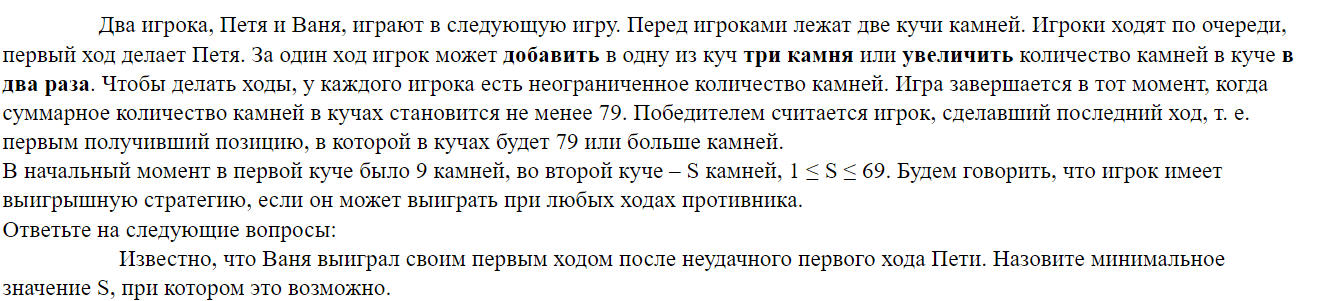 Два игрока, Петя и Ваня, играют в следующую игру. Перед игроками лежат две кучи камней. Игроки ходят по очереди,
первый ход делает Петя. За один ход игрок может добавить в одну из куч три камня или увеличить количество камней в куче в
два раза. Чтобы делать ходы, у каждого игрока есть неограниченное количество камней. Игра завершается в тот момент, когда
суммарное количество камней в кучах становится не менее 79. Победителем считается игрок, сделавший последний ход, т. е.
первым получивший позицию, в которой в кучах будет 79 или больше камней.
В начальный момент в первой куче было 9 камней, во второй куче – S камней, 1 ≤ S ≤ 69. Будем говорить, что игрок имеет
выигрышную стратегию, если он может выиграть при любых ходах противника.
Ответьте на следующие вопросы:
Известно, что Ваня выиграл своим первым ходом после неудачного первого хода Пети. Назовите минимальное
значение S, при котором это возможно.